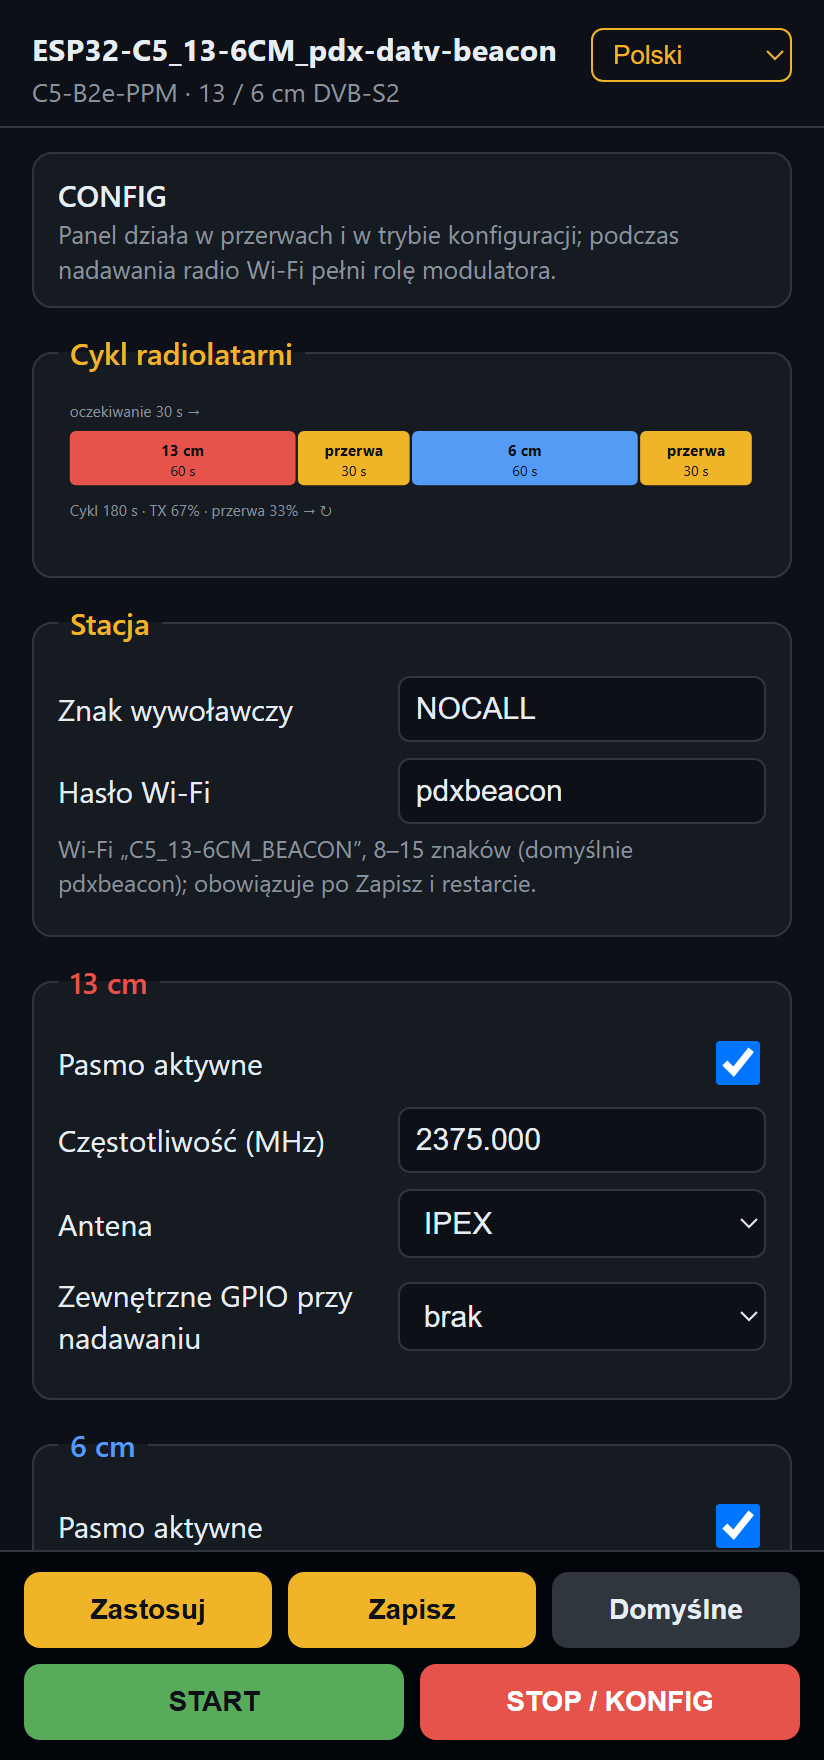 ESP32-C5_13-6CM_pdx-datv-beacon
Polski
C5-B2e-PPM · 13 / 6 cm DVB-S2
CONFIG
Panel działa w przerwach i w trybie konfiguracji; podczas
nadawania radio Wi-Fi pełni rolę modulatora.
Cykl radiolatarni
oczekiwanie 30 s →
13 cm
60 s
przerwa
30 s
6 cm
60 s
przerwa
30 s
Cykl 180 s · TX 67% · przerwa 33% → ↻
Stacja
Znak wywoławczy
NOCALL
Hasło Wi-Fi
pdxbeacon
Wi-Fi „C5_13-6CM_BEACON”, 8–15 znaków (domyślnie
pdxbeacon); obowiązuje po Zapisz i restarcie.
13 cm
Pasmo aktywne
Częstotliwość (MHz)
2375.000
Antena
IPEX
Zewnętrzne GPIO przy
nadawaniu
brak
6 cm
Pasmo aktywne
Zastosuj
Zapisz
Domyślne
START
STOP / KONFIG